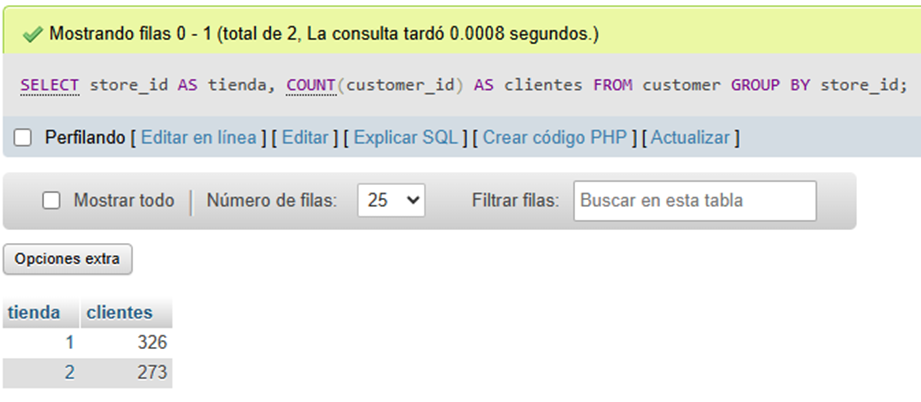 Mostrando filas 0 - 1 (total de 2, La consulta tardó 0.0008 segundos.)
SELECT store_id AS tienda, COUNT(customer_id) AS clientes FROM customer GROUP BY store_id;
Perfilando [ Editar en línea ] [ Editar ] [ Explicar SQL ] [ Crear código PHP ] [ Actualizar ]
Mostrar todo Número de filas: 25 Filtrar filas: Buscar en esta tabla
Opciones extra
tienda clientes
1 326
2 273